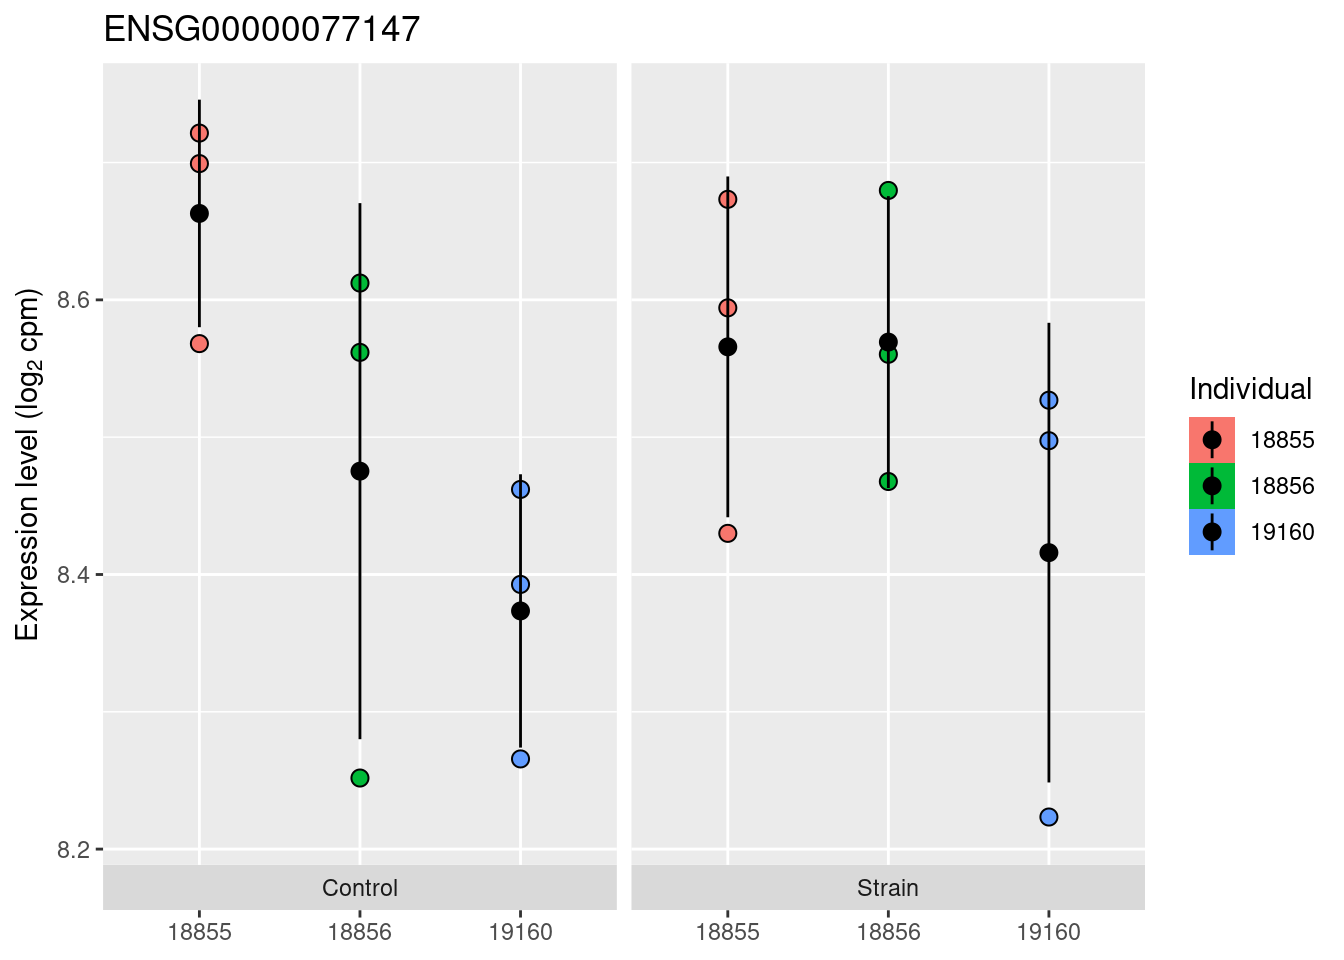 ENSG00000077147
Expression level (log2 cpm)
8.6
8.4
8.2
Control
Strain
18855
18856
19160
18855
18856
19160
Individual
18855
18856
19160